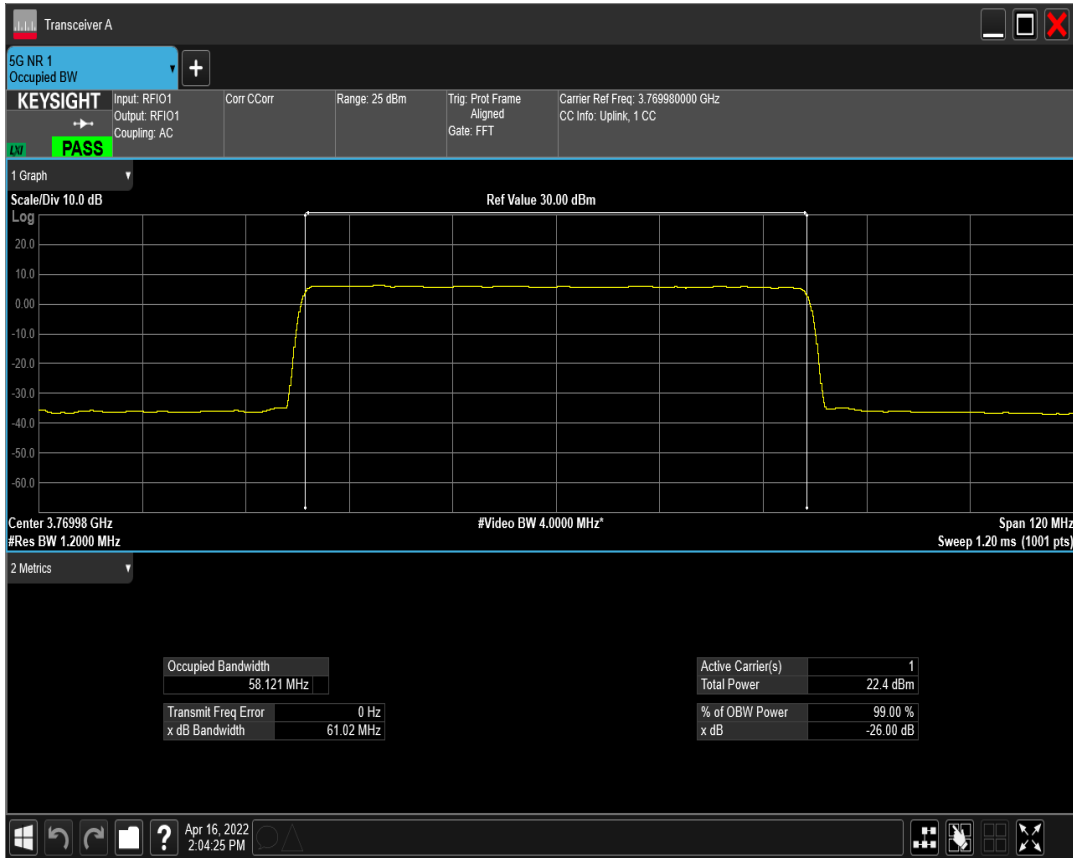 Transceiver A
5G NR 1
Occupied BW
KEYSIGHT
Input: RFIO1
Output: RFIO1
Coupling: AC
Corr CCorr
Range: 25 dBm
Trig: Prot Frame
Aligned
Gate: FFT
Carrier Ref Freq: 3.769980000 GHz
CC Info: Uplink, 1 CC
LXI
PASS
1 Graph
Scale/Div 10.0 dB
Ref Value 30.00 dBm
Log
20.0
10.0
0.00
-10.0
-20.0
-30.0
-40.0
-50.0
-60.0
Center 3.76998 GHz
#Video BW 4.0000 MHz*
Span 120 MHz
#Res BW 1.2000 MHz
Sweep 1.20 ms (1001 pts)
2 Metrics
Occupied Bandwidth
58.121 MHz
Active Carrier(s) 1
Total Power 22.4 dBm
Transmit Freq Error 0 Hz
x dB Bandwidth 61.02 MHz
% of OBW Power 99.00 %
x dB -26.00 dB
?
Apr 16, 2022
2:04:25 PM